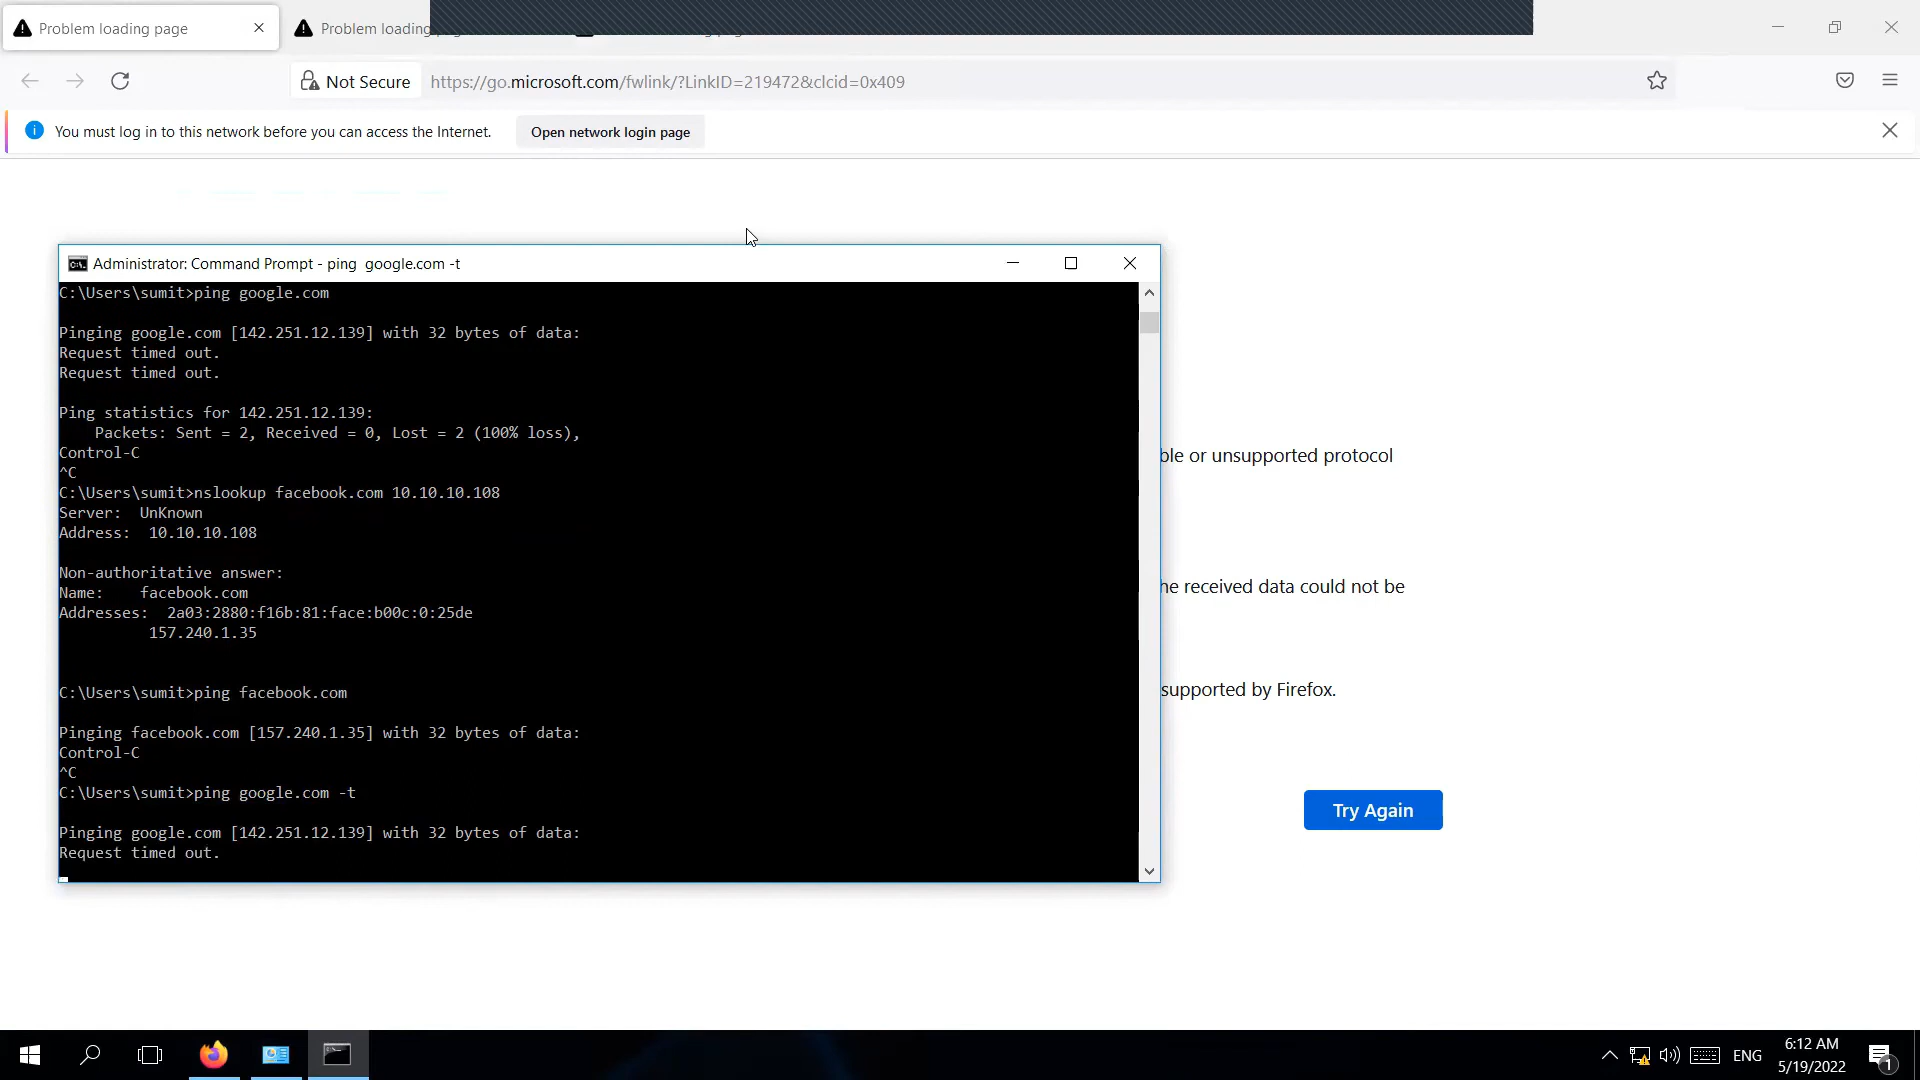 Problem loading page
Problem loading
Not Secure
https://go.microsoft.com/fwlink/?LinkID=219472&clcid=0x409
You must log in to this network before you can access the Internet.
Open network login page
Administrator: Command Prompt - ping  google.com -t
C:\Users\sumit>ping google.com
Pinging google.com [142.251.12.139] with 32 bytes of data:
Request timed out.
Request timed out.
Ping statistics for 142.251.12.139:
Packets: Sent = 2, Received = 0, Lost = 2 (100% loss),
Control-C
^C
C:\Users\sumit>nslookup facebook.com 10.10.10.108
Server:  UnKnown
Address:  10.10.10.108
Non-authoritative answer:
Name:    facebook.com
Addresses:  2a03:2880:f16b:81:face:b00c:0:25de
157.240.1.35
C:\Users\sumit>ping facebook.com
Pinging facebook.com [157.240.1.35] with 32 bytes of data:
Control-C
^C
C:\Users\sumit>ping google.com -t
Pinging google.com [142.251.12.139] with 32 bytes of data:
Request timed out.
ble or unsupported protocol
he received data could not be
supported by Firefox.
Try Again
ENG
6:12 AM
5/19/2022
1